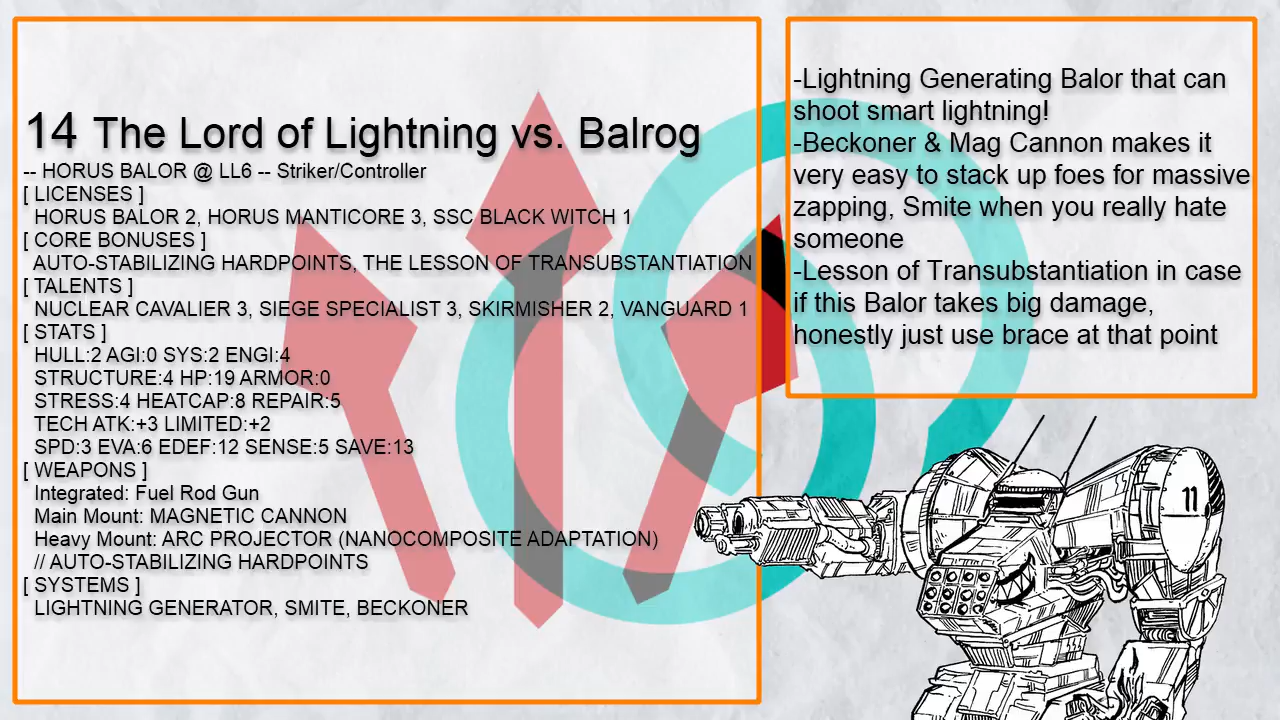 14 The Lord of Lightning vs. Balrog
-- HORUS BALOR @ LL6 -- Striker/Controller
[ LICENSES ]
HORUS BALOR 2, HORUS MANTICORE 3, SSC BLACK WITCH 1
[ CORE BONUSES ]
AUTO-STABILIZING HARDPOINTS, THE LESSON OF TRANSUBSTANTIATION
[ TALENTS ]
NUCLEAR CAVALIER 3, SIEGE SPECIALIST 3, SKIRMISHER 2, VANGUARD 1
[ STATS ]
HULL:2 AGI:0 SYS:2 ENGI:4
STRUCTURE:4 HP:19 ARMOR:0
STRESS:4 HEATCAP:8 REPAIR:5
TECH ATK:+3 LIMITED:+2
SPD:3 EVA:6 EDEF:12 SENSE:5 SAVE:13
[ WEAPONS ]
Integrated: Fuel Rod Gun
Main Mount: MAGNETIC CANNON
Heavy Mount: ARC PROJECTOR (NANOCOMPOSITE ADAPTATION)
// AUTO-STABILIZING HARDPOINTS
[ SYSTEMS ]
LIGHTNING GENERATOR, SMITE, BECKONER
-Lightning Generating Balor that can
shoot smart lightning!
-Beckoner & Mag Cannon makes it
very easy to stack up foes for massive
zapping, Smite when you really hate
someone
-Lesson of Transubstantiation in case
if this Balor takes big damage,
honestly just use brace at that point
11